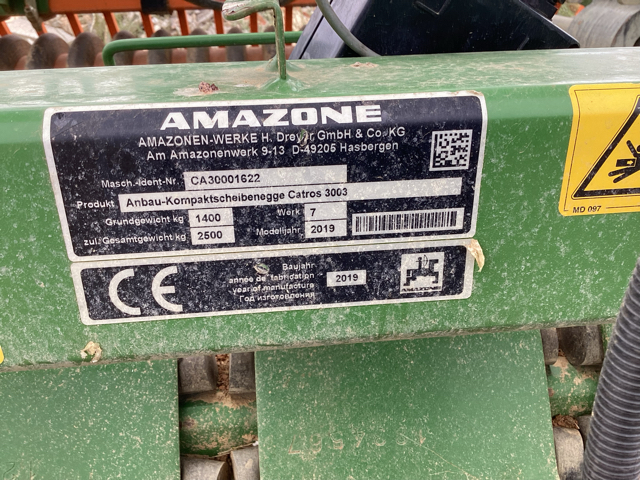 AMAZONE
AMAZONEN-WERKE H. Dreyer GmbH & Co. KG
Am Amazonenwerk 9-13 D-49205 Hasbergen
Masch.-Ident-Nr. CA30001622
Produkt Anbau-Kompaktscheibenegge Catros 3003
Grundgewicht kg 1400 Werk 7
zul. Gesamtgewicht kg 2500 Modelljahr 2019
MD 097
CE
Baujahr
année de fabrication
year of manufacture
Год изготовления
2019
AMAZONE